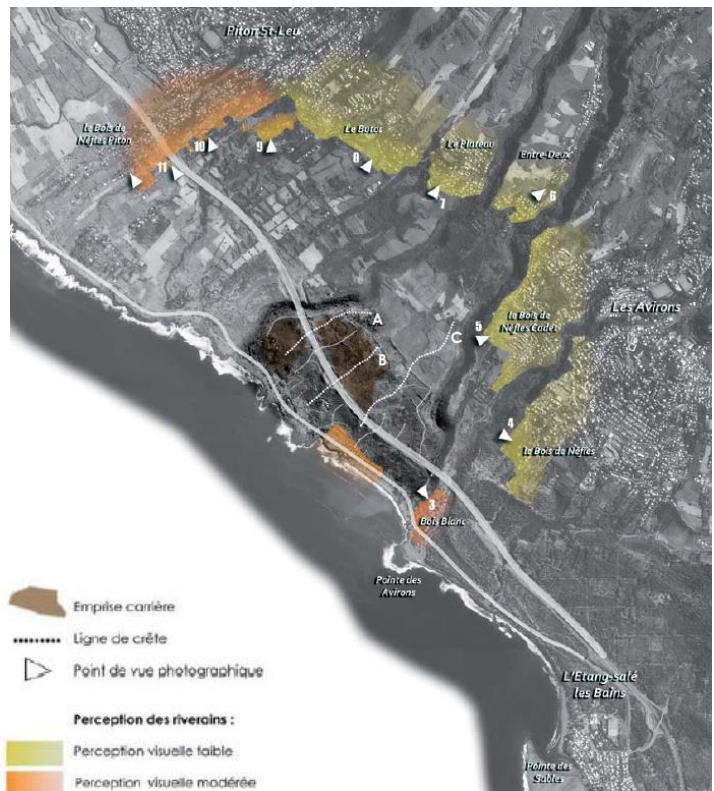 Piton St-Leu
le Bois de
Nèfles Piton
11
10
9
Le Butor
8
Le Plateau
7
Entre-Deux
6
Les Avirons
le Bois de
Nèfles Cadet
5
A
B
C
4
le Bois de Nèfles
3
Bois Blanc
Pointe des
Avirons
L'Etang-salé
les Bains
Pointe des
Sables
Emprise carrière
Ligne de crête
Point de vue photographique
Perception des riverains :
Perception visuelle faible
Perception visuelle modérée